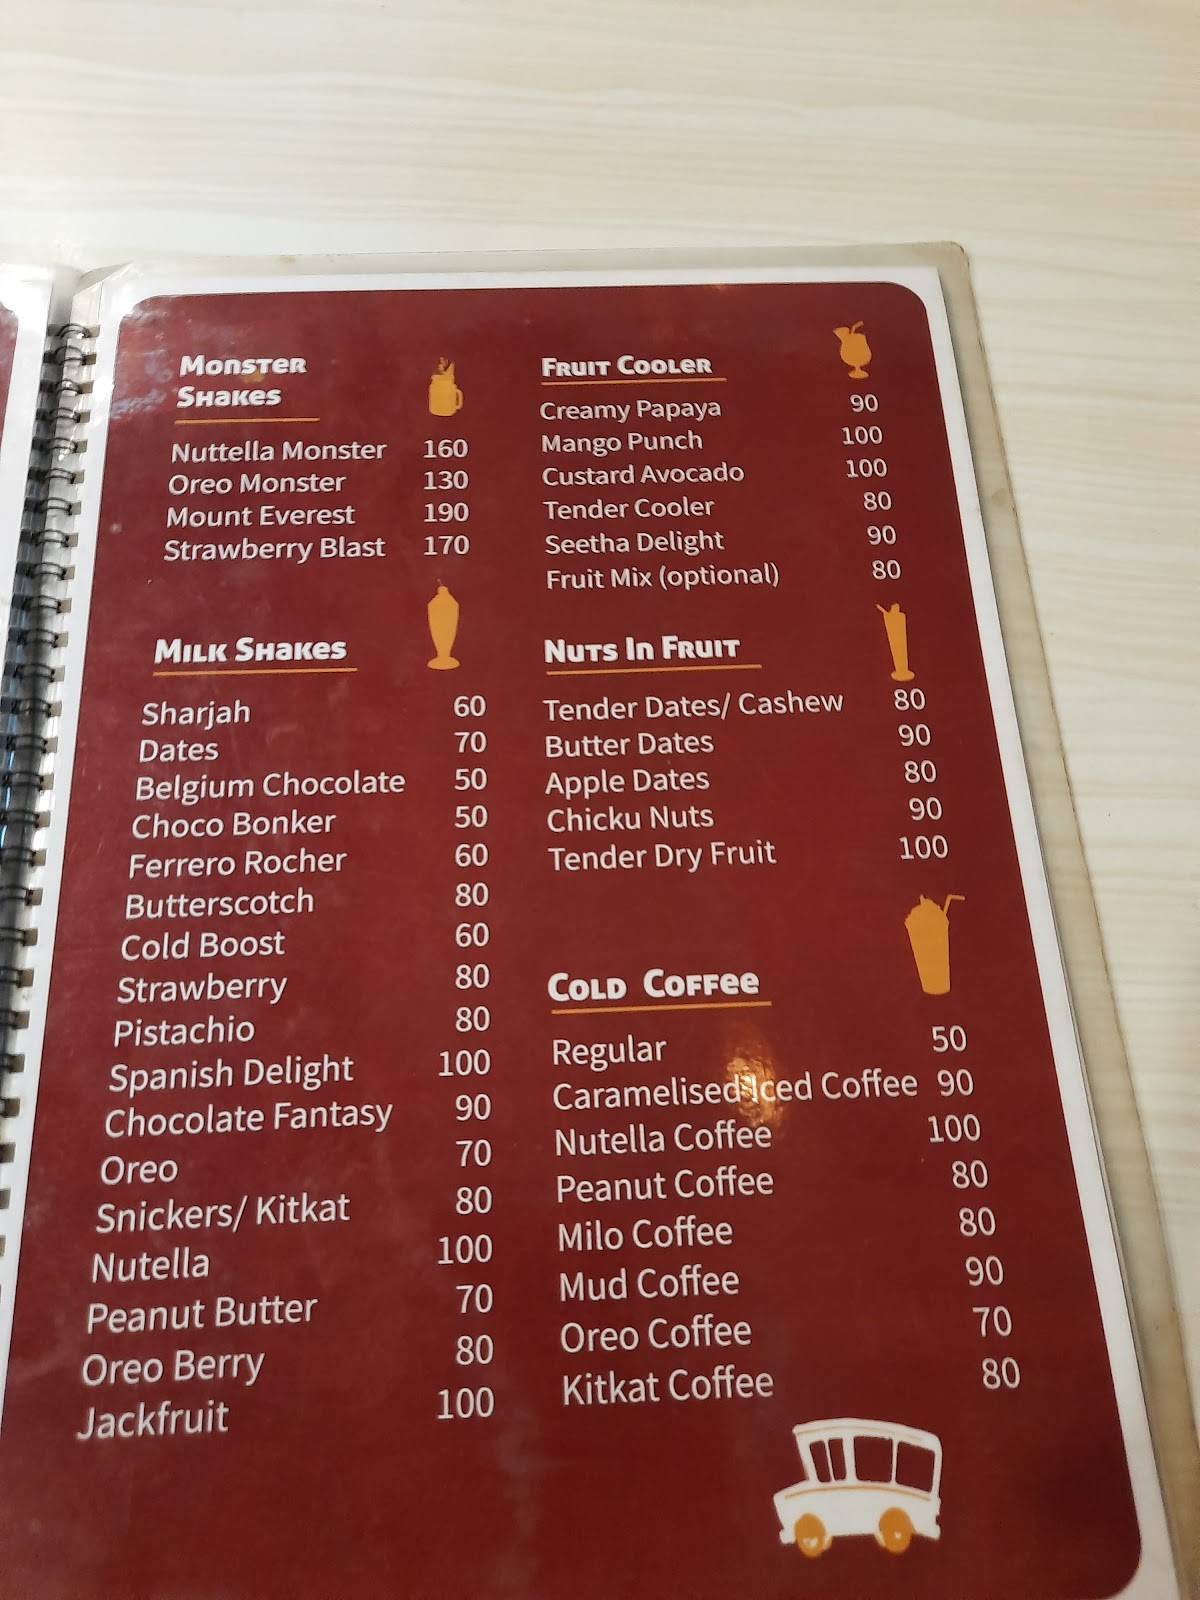 Monster
Shakes
Nuttella Monster 160
Oreo Monster 130
Mount Everest 190
Strawberry Blast 170
Milk Shakes
Sharjah 60
Dates 70
Belgium Chocolate 50
Choco Bonker 50
Ferrero Rocher 60
Butterscotch 80
Cold Boost 60
Strawberry 80
Pistachio 80
Spanish Delight 100
Chocolate Fantasy 90
Oreo 70
Snickers/ Kitkat 80
Nutella 100
Peanut Butter 70
Oreo Berry 80
Jackfruit 100
Fruit Cooler
Creamy Papaya 90
Mango Punch 100
Custard Avocado 100
Tender Cooler 80
Seetha Delight 90
Fruit Mix (optional) 80
Nuts In Fruit
Tender Dates/ Cashew 80
Butter Dates 90
Apple Dates 80
Chicku Nuts 90
Tender Dry Fruit 100
Cold Coffee
Regular 50
Caramelised Iced Coffee 90
Nutella Coffee 100
Peanut Coffee 80
Milo Coffee 80
Mud Coffee 90
Oreo Coffee 70
Kitkat Coffee 80